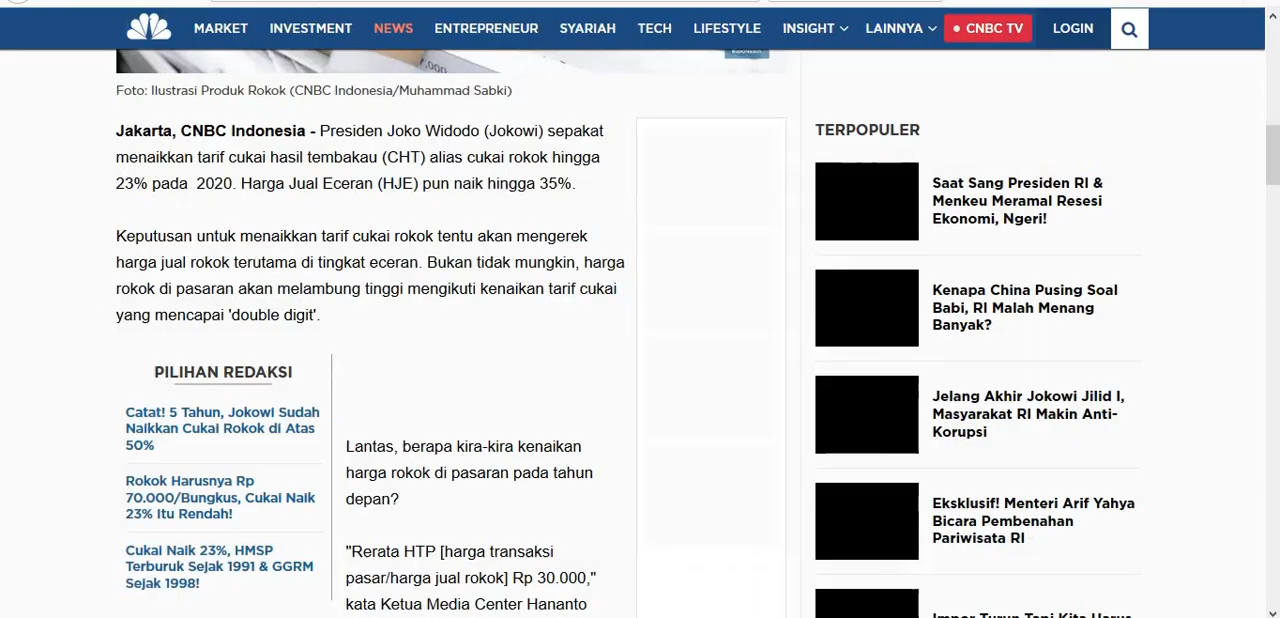 MARKET INVESTMENT NEWS ENTREPRENEUR SYARIAH TECH LIFESTYLE INSIGHT LAINNYA CNBC TV LOGIN
.000,
Foto: Ilustrasi Produk Rokok (CNBC Indonesia/Muhammad Sabki)
Jakarta, CNBC Indonesia - Presiden Joko Widodo (Jokowi) sepakat
menaikkan tarif cukai hasil tembakau (CHT) alias cukai rokok hingga
23% pada 2020. Harga Jual Eceran (HJE) pun naik hingga 35%.
Keputusan untuk menaikkan tarif cukai rokok tentu akan mengerek
harga jual rokok terutama di tingkat eceran. Bukan tidak mungkin, harga
rokok di pasaran akan melambung tinggi mengikuti kenaikan tarif cukai
yang mencapai 'double digit'.
PILIHAN REDAKSI
Catat! 5 Tahun, Jokowi Sudah
Naikkan Cukai Rokok di Atas
50%
Rokok Harusnya Rp
70.000/Bungkus, Cukai Naik
23% Itu Rendah!
Cukai Naik 23%, HMSP
Terburuk Sejak 1991 & GGRM
Sejak 1998!
Lantas, berapa kira-kira kenaikan
harga rokok di pasaran pada tahun
depan?
"Rerata HTP [harga transaksi
pasar/harga jual rokok] Rp 30.000,"
kata Ketua Media Center Hananto
TERPOPULER
Saat Sang Presiden RI &
Menkeu Meramal Resesi
Ekonomi, Ngeri!
Kenapa China Pusing Soal
Babi, RI Malah Menang
Banyak?
Jelang Akhir Jokowi Jilid I,
Masyarakat RI Makin Anti-
Korupsi
Eksklusif! Menteri Arif Yahya
Bicara Pembenahan
Pariwisata RI
Impor Turun Tapi Kita Harus